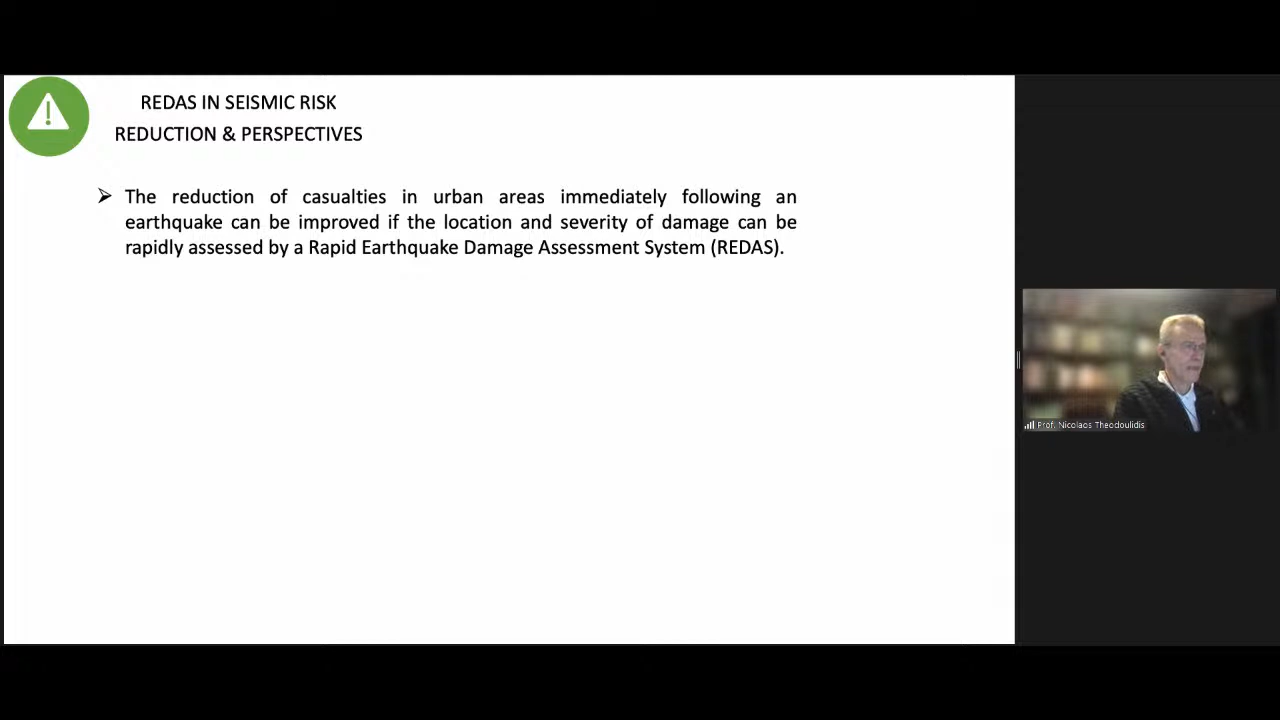 REDAS IN SEISMIC RISK
REDUCTION & PERSPECTIVES
The reduction of casualties in urban areas immediately following an
earthquake can be improved if the location and severity of damage can be
rapidly assessed by a Rapid Earthquake Damage Assessment System (REDAS).
Prof. Nicolaos Theodoulidis